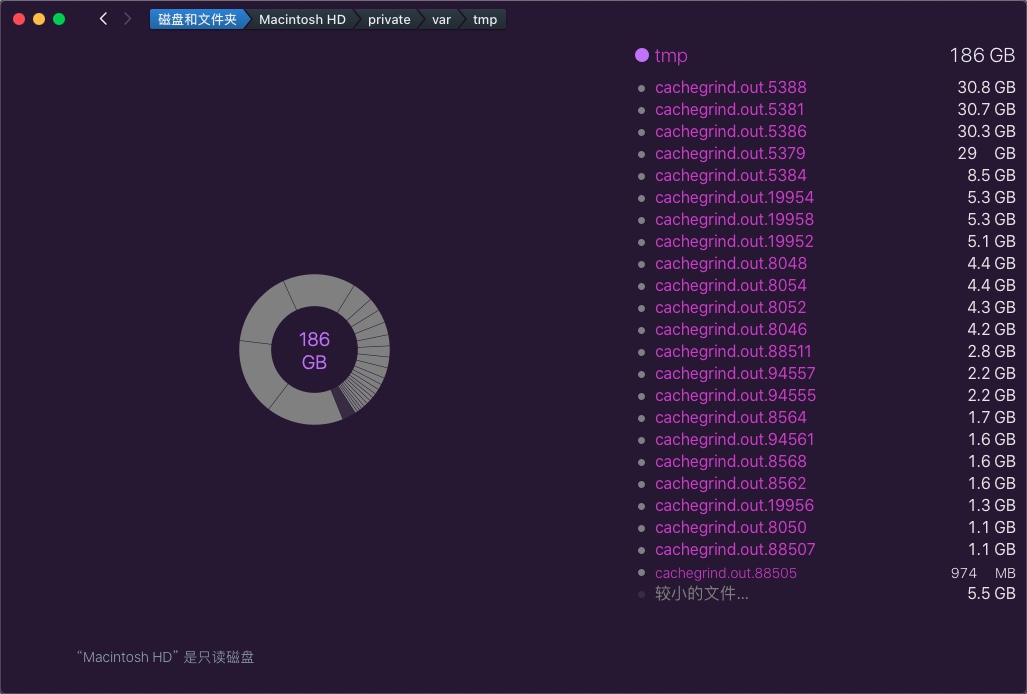 磁盘和文件夹 Macintosh HD private var tmp
tmp 186 GB
cachegrind.out.5388 30.8 GB
cachegrind.out.5381 30.7 GB
cachegrind.out.5386 30.3 GB
cachegrind.out.5379 29 GB
cachegrind.out.5384 8.5 GB
cachegrind.out.19954 5.3 GB
cachegrind.out.19958 5.3 GB
cachegrind.out.19952 5.1 GB
cachegrind.out.8048 4.4 GB
cachegrind.out.8054 4.4 GB
cachegrind.out.8052 4.3 GB
cachegrind.out.8046 4.2 GB
cachegrind.out.88511 2.8 GB
cachegrind.out.94557 2.2 GB
cachegrind.out.94555 2.2 GB
cachegrind.out.8564 1.7 GB
cachegrind.out.94561 1.6 GB
cachegrind.out.8568 1.6 GB
cachegrind.out.8562 1.6 GB
cachegrind.out.19956 1.3 GB
cachegrind.out.8050 1.1 GB
cachegrind.out.88507 1.1 GB
cachegrind.out.88505 974 MB
较小的文件... 5.5 GB
186
GB
“Macintosh HD” 是只读磁盘